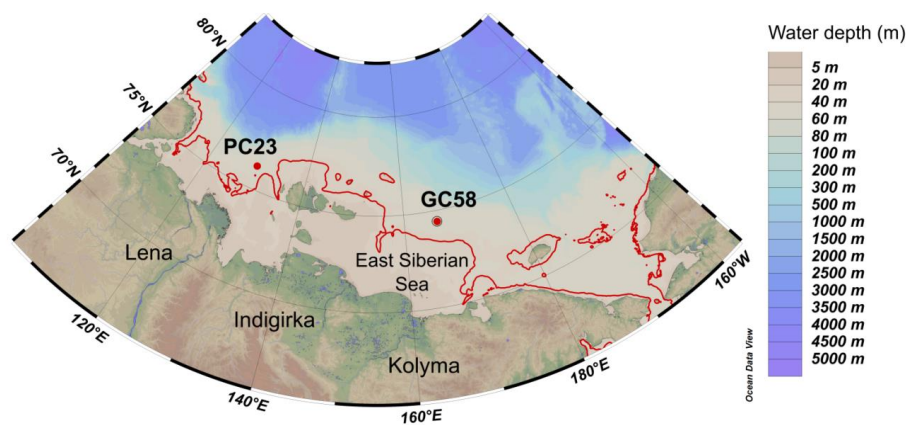 80°N
75°N
70°N
PC23
GC58
Lena
East Siberian
Sea
Indigirka
Kolyma
120°E
140°E
160°E
180°E
160°W
Ocean Data View
Water depth (m)
5 m
20 m
40 m
60 m
80 m
100 m
200 m
300 m
500 m
1000 m
1500 m
2000 m
2500 m
3000 m
3500 m
4000 m
4500 m
5000 m